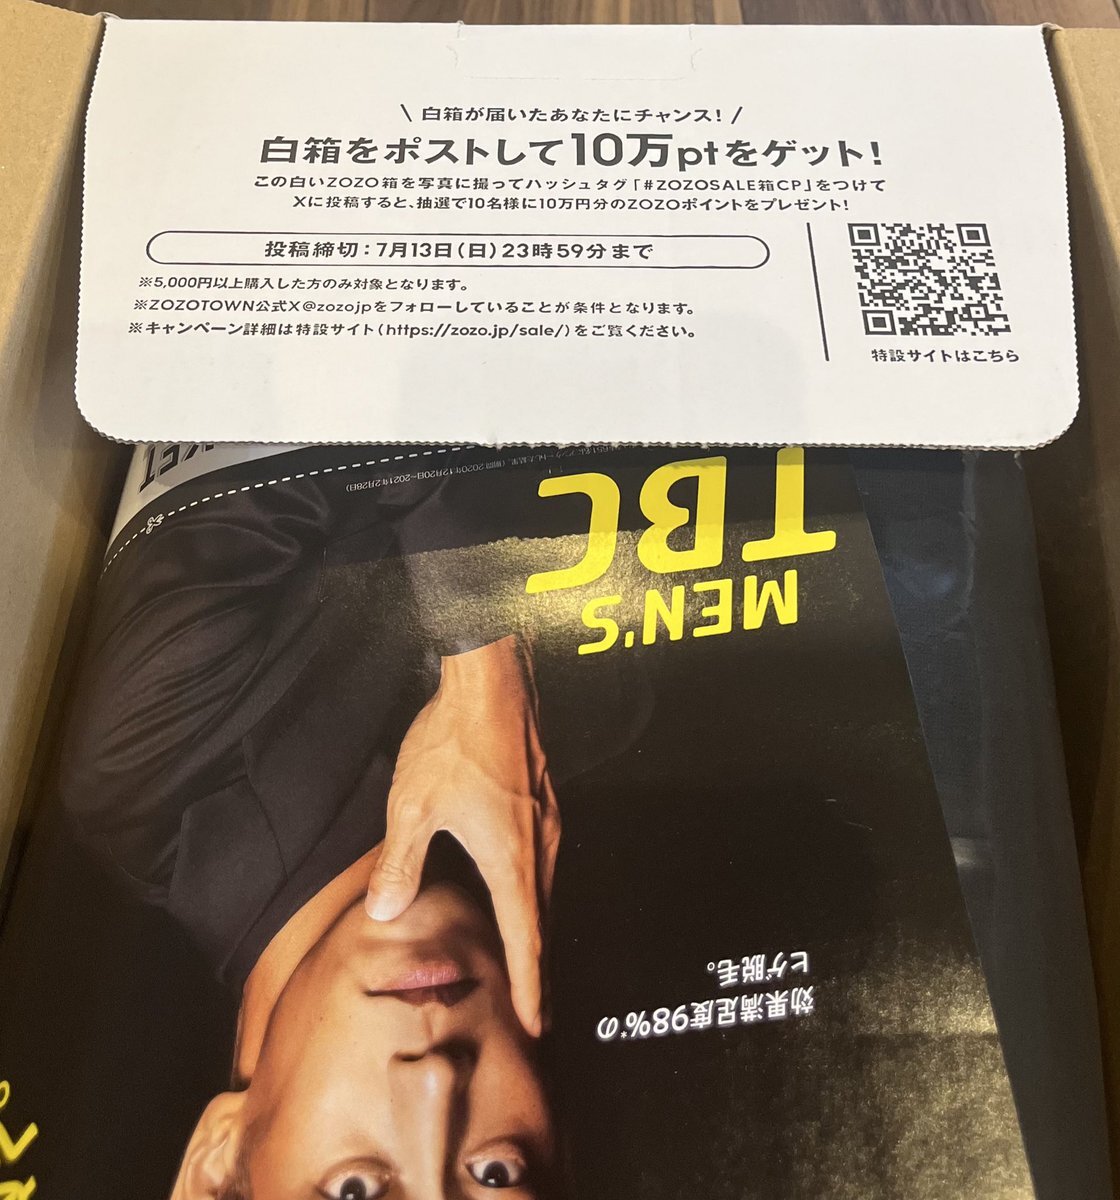 \ 白箱が届いたあなたにチャンス! /
白箱をポストして10万ptをゲット!
この白いZOZO箱を写真に撮ってハッシュタグ「#ZOZOSALE箱CP」をつけて
Xに投稿すると、抽選で10名様に10万円分のZOZOポイントをプレゼント!
投稿締切:7月13日(日)23時59分まで
※5,000円以上購入した方のみ対象となります。
※ZOZOTOWN公式X@zozojpをフォローしていることが条件となります。
※キャンペーン詳細は特設サイト(https://zozo.jp/sale/)をご覧ください。
特設サイトはこちら
MEN'S
TBC
効果満足度98%*の
ヒゲ脱毛。